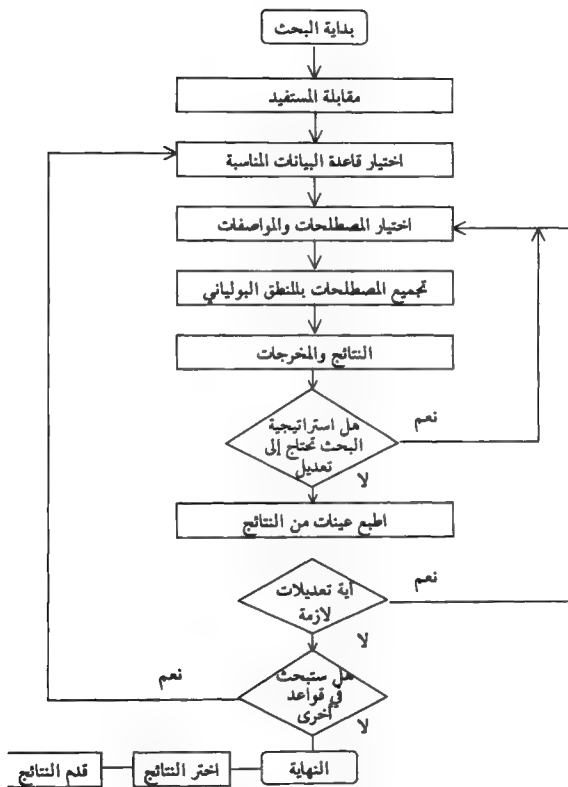 بداية البحث
مقابلة المستفيد
اختيار قاعدة البيانات المناسبة
اختيار المصطلحات والمواصفات
تجميع المصطلحات بالمنطق البولياني
النتائج والمخرجات
هل استراتيجية
البحث تحتاج إلى
تعديل
نعم
لا
اطبع عينات من النتائج
أية تعديلات
لازمة
نعم
لا
هل ستبحث
في قواعد
أخرى
نعم
لا
النهاية
اختر النتائج
قدم النتائج